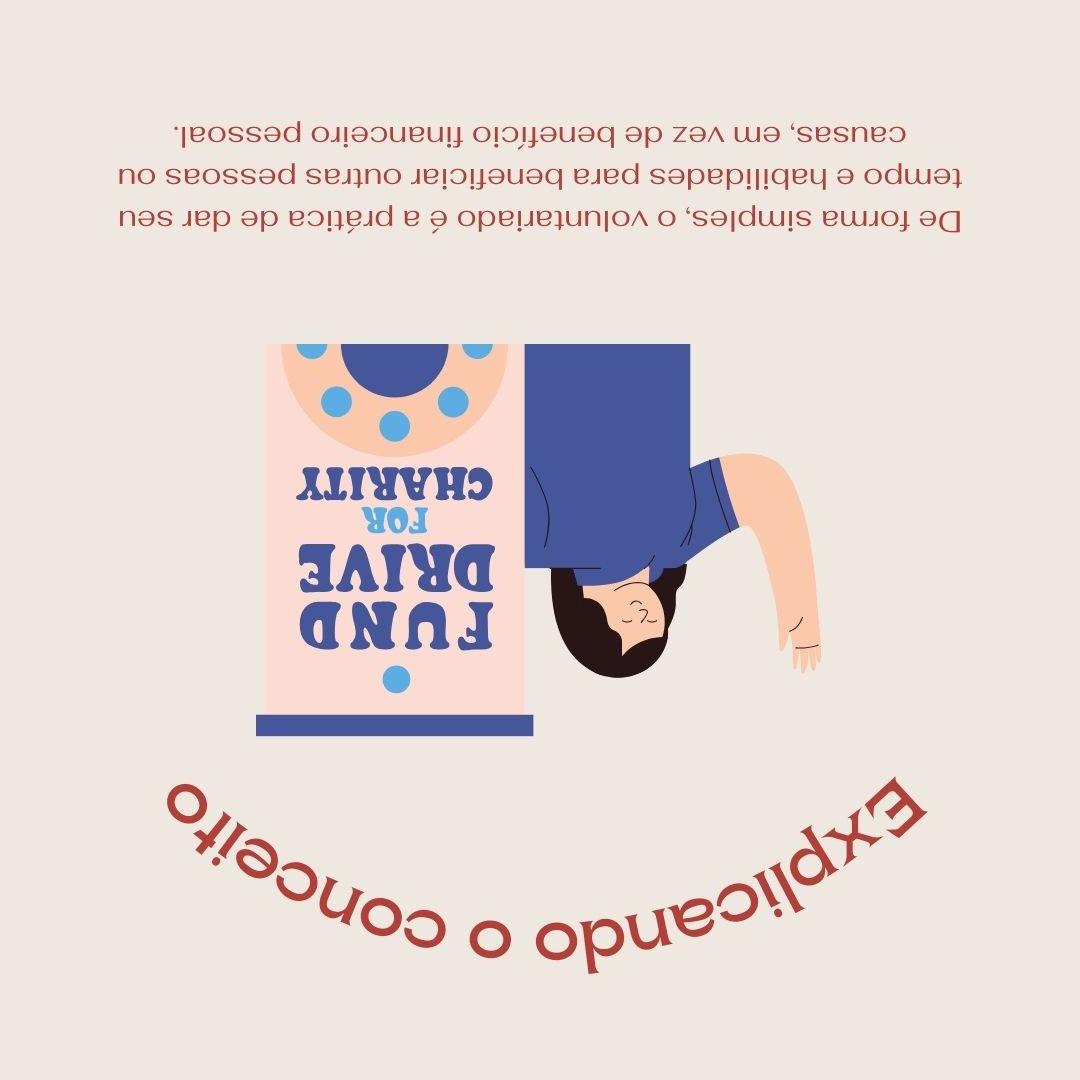 Explicando o conceito
FUND
DRIVE
FOR
CHARITY
De forma simples, o voluntariado é a prática de dar seu
tempo e habilidades para beneficiar outras pessoas ou
causas, em vez de benefício financeiro pessoal.